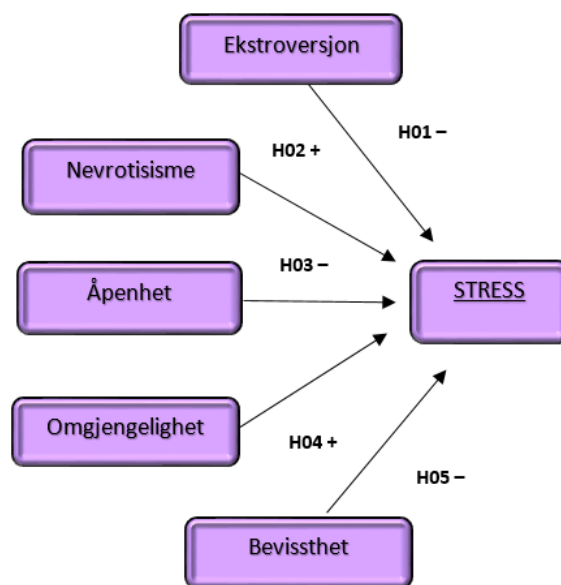 Ekstroversjon
H01 –
H02 +
Nevrotisisme
H03 –
Åpenhet
STRESS
Omgjengelighet
H04 +
H05 –
Bevissthet